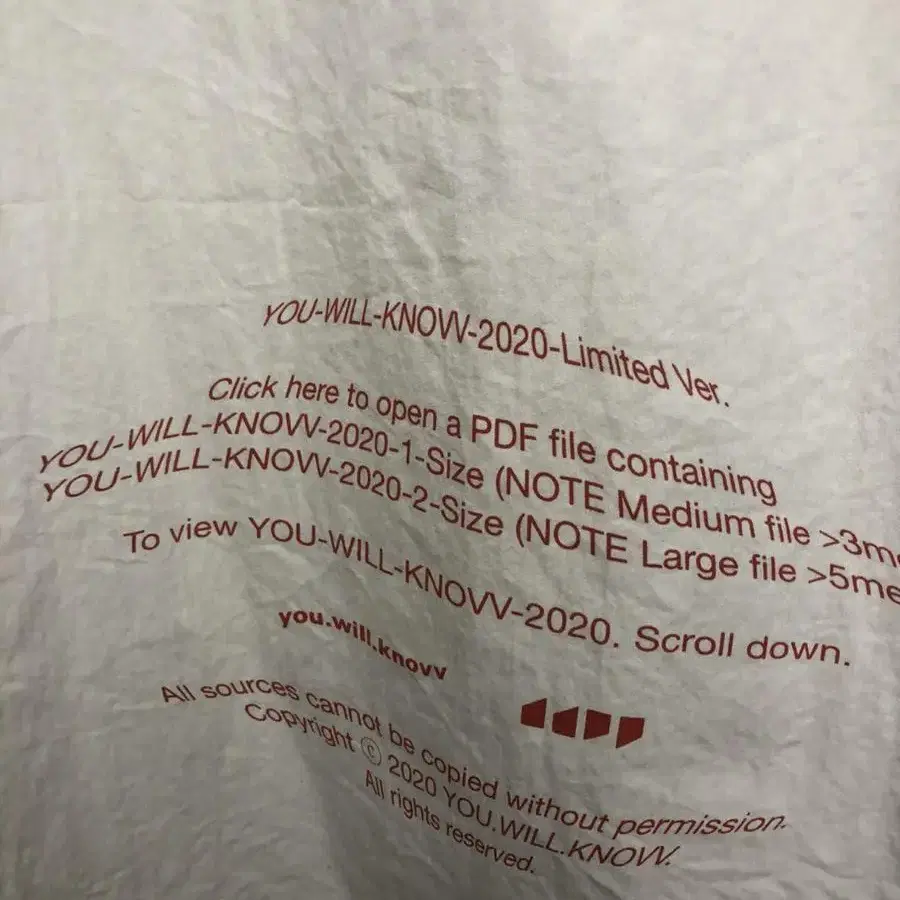 YOU-WILL-KNOVV-2020-Limited Ver.
Click here to open a PDF file containing
YOU-WILL-KNOVV-2020-1-Size (NOTE Medium file >3m
YOU-WILL-KNOVV-2020-2-Size (NOTE Large file >5me
To view YOU-WILL-KNOVV-2020. Scroll down.
you.will.knovv
All sources cannot be copied without permission.
Copyright ⓒ 2020 YOU.WILL.KNOVV.
All rights reserved.